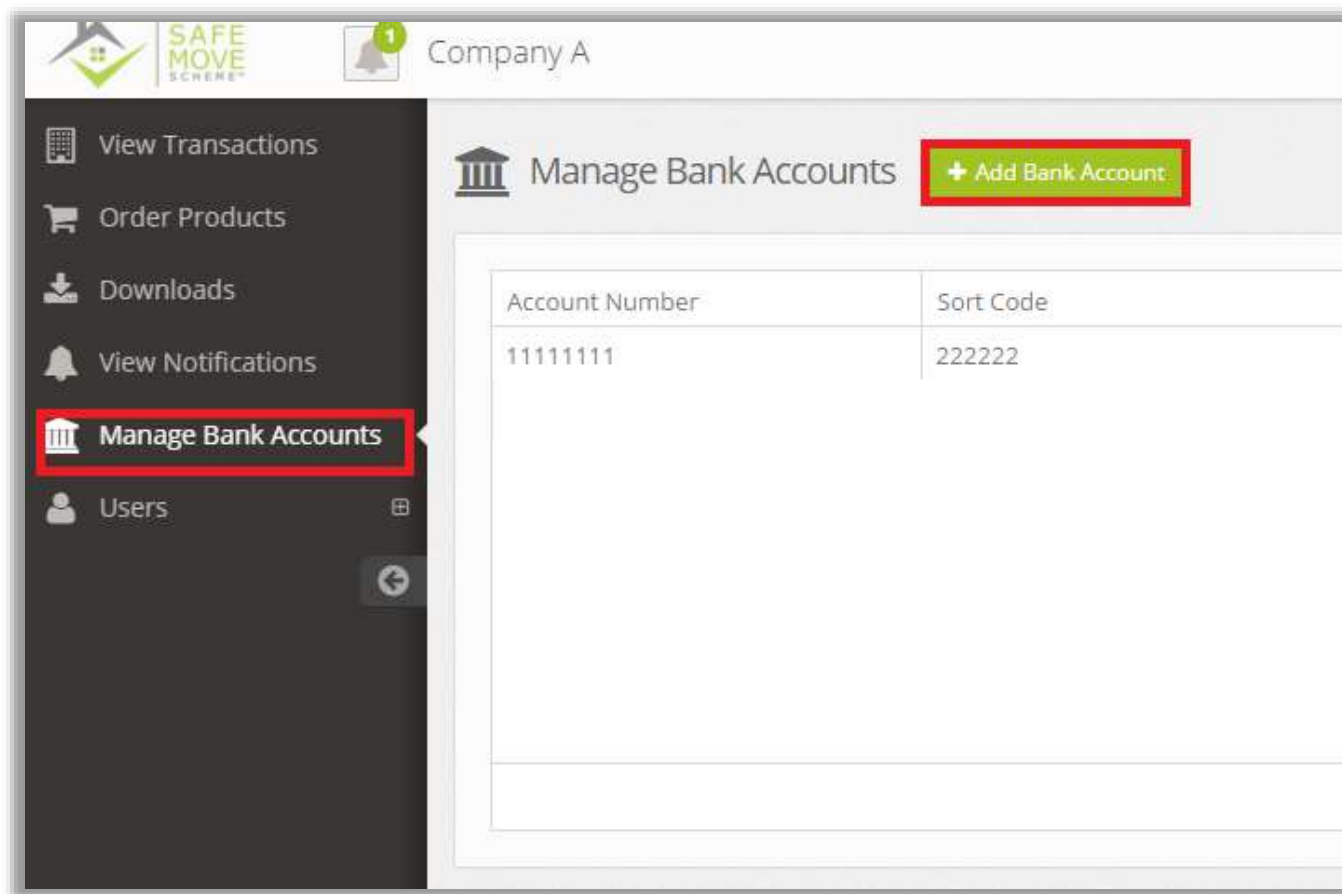 SAFE
MOVE
SCHEME
1
Company A
View Transactions
Order Products
Downloads
View Notifications
Manage Bank Accounts
Users
Manage Bank Accounts
+ Add Bank Account
Account Number Sort Code
11111111 222222